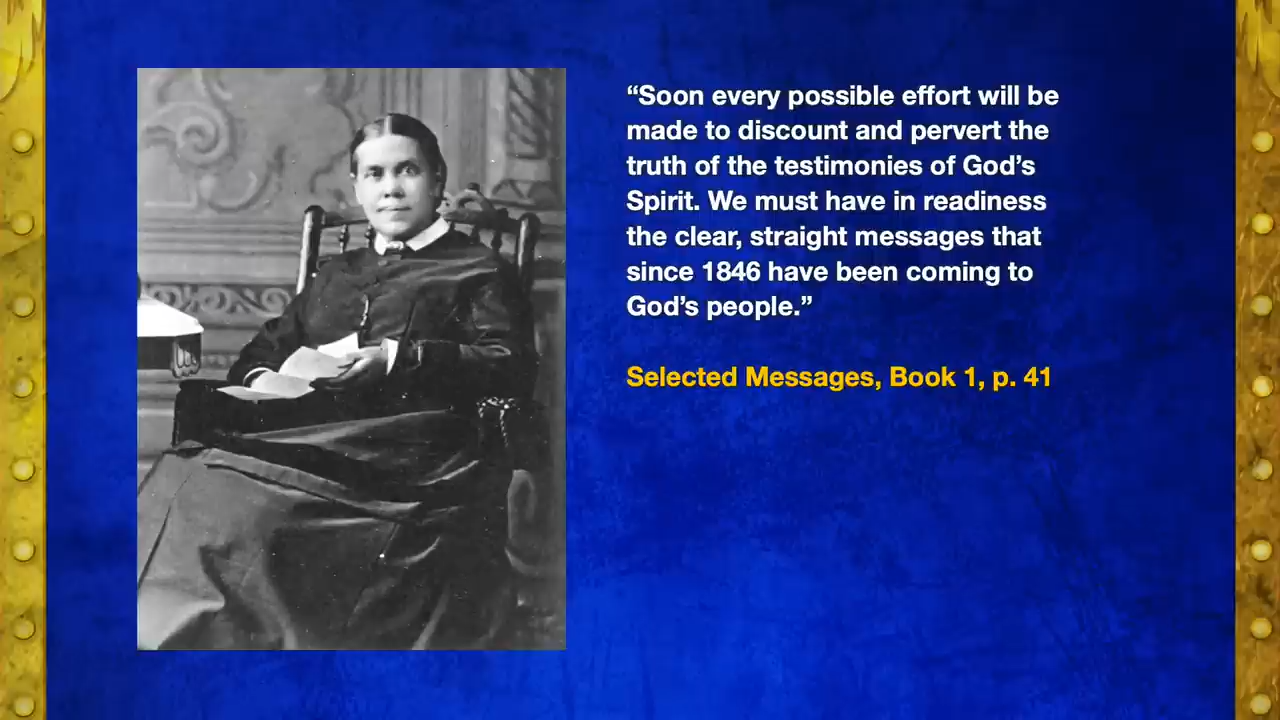 “Soon every possible effort will be
made to discount and pervert the
truth of the testimonies of God’s
Spirit. We must have in readiness
the clear, straight messages that
since 1846 have been coming to
God’s people.”
Selected Messages, Book 1, p. 41